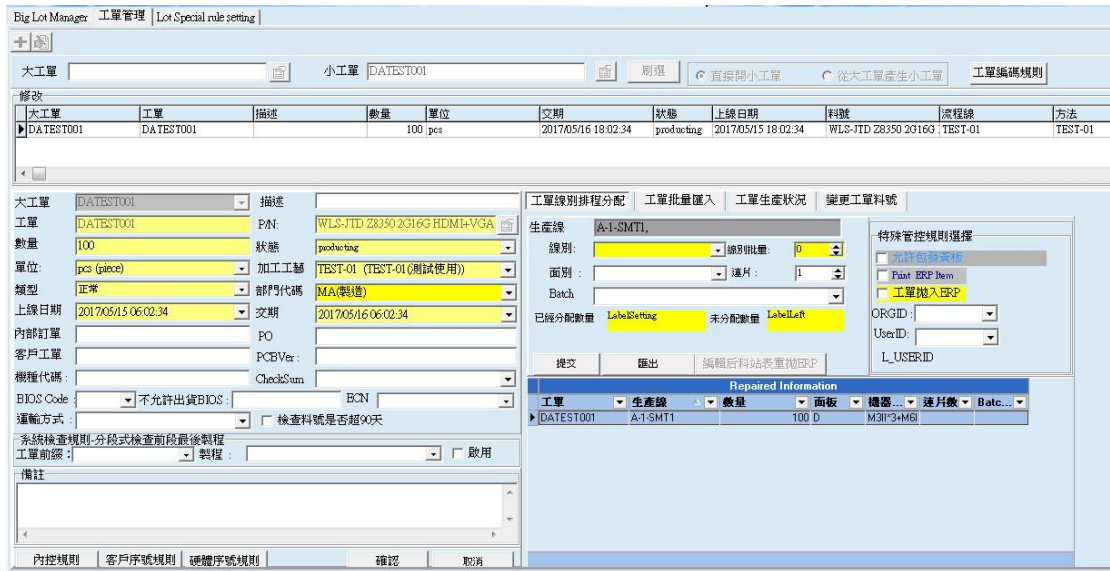 Big Lot Manager 工單管理 Lot Special rule setting
大工單 小工單 DATEST001 刷選 直接開小工單 從大工單產生小工單 工單編碼規則
修改
大工單 工單 描述 數量 單位 交期 狀態 上線日期 料號 流程線 方法
DATEST001 DATEST001 100 pcs 2017/05/16 18:02:34 producting 2017/05/15 18:02:34 WLS-JTD Z8350 2G16G TEST-01 TEST-01
大工單 DATEST001 描述
工單 DATEST001 P/N: WLS-JTD Z8350 2G16G HDMI+VGA
數量 100 狀態 producting
單位: pcs (piece) 加工工藝 TEST-01 (TEST-01(測試使用))
類型 正常 部門代碼 MA(製造)
上線日期 2017/05/15 06:02:34 交期 2017/05/16 06:02:34
內部訂單 PO
客戶工單 PCBVer :
機種代碼 : CheckSum
BIOS Code : 不允許出貨BIOS : ECN
運輸方式 : 檢查料號是否超90天
系統檢查規則-分段式檢查前段最後製程
工單前綴 : 製程 : 啟用
備註
內控規則 客戶序號規則 硬體序號規則 確認 取消
工單線別排程分配 工單批量匯入 工單生產狀況 變更工單料號
生產線 A-1-SMT1,
線別: 線別批量: 0
面別 : 連片 : 1
Batch
已經分配數量 LabelSetting 未分配數量 LabelLeft
提交 匯出 編輯后料站表重拋ERP
特殊管控規則選擇
允許包發黃板
Print ERP Item
工單拋入ERP
ORGID :
UserID:
L_USERID
Repaired Information
工單 生產線 數量 面板 機器... 連片數 Batc...
DATEST001 A-1-SMT1 100 D M3II*3+M6I